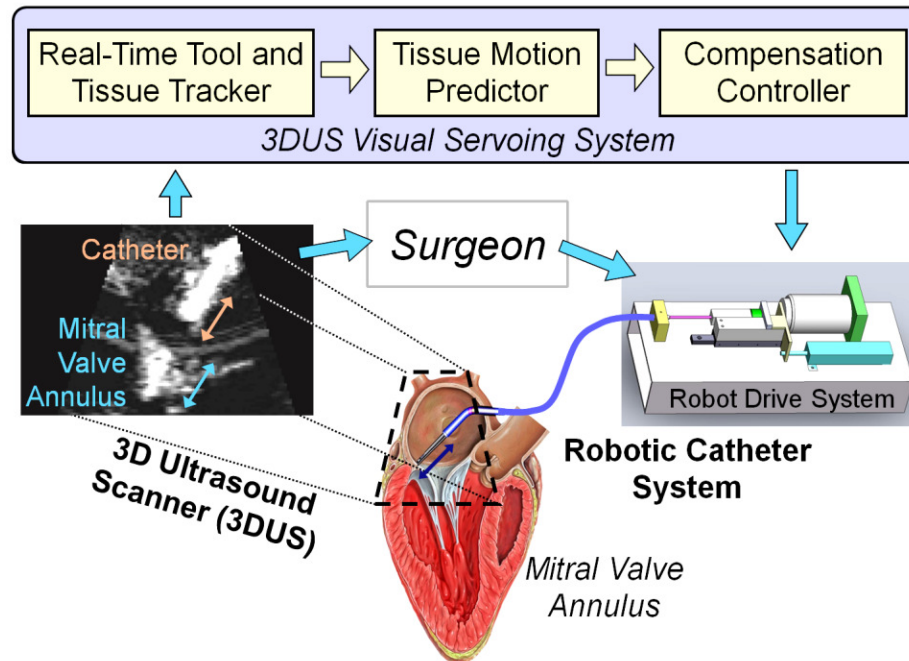 Real-Time Tool and
Tissue Tracker
Tissue Motion
Predictor
Compensation
Controller
3DUS Visual Servoing System
Catheter
Mitral
Valve
Annulus
Surgeon
3D Ultrasound
Scanner (3DUS)
Robot Drive System
Robotic Catheter
System
Mitral Valve
Annulus